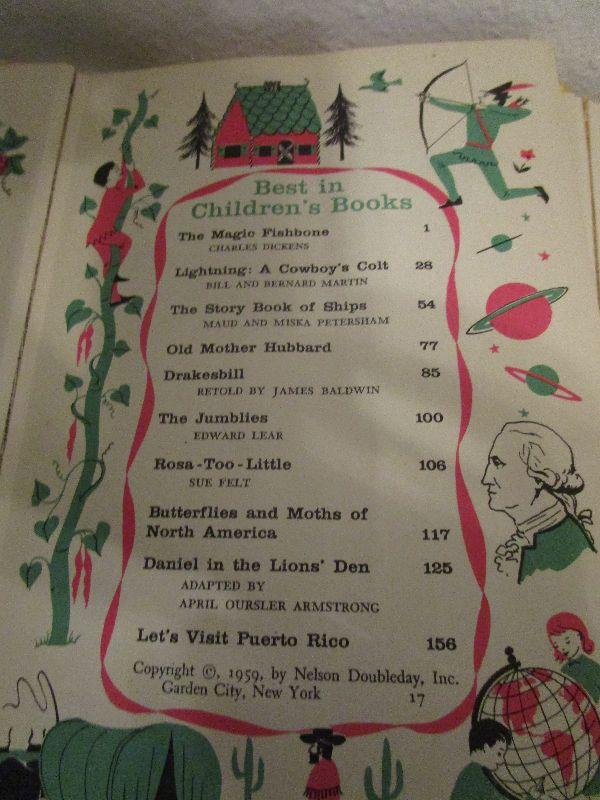 Best in
Children's Books
The Magic Fishbone 1
CHARLES DICKENS
Lightning: A Cowboy's Colt 28
BILL AND BERNARD MARTIN
The Story Book of Ships 54
MAUD AND MISKA PETERSHAM
Old Mother Hubbard 77
Drakesbill 85
RETOLD BY JAMES BALDWIN
The Jumblies 100
EDWARD LEAR
Rosa-Too-Little 106
SUE FELT
Butterflies and Moths of
North America 117
Daniel in the Lions' Den 125
ADAPTED BY
APRIL OURSLER ARMSTRONG
Let's Visit Puerto Rico 156
Copyright ©, 1959, by Nelson Doubleday, Inc.
Garden City, New York 17